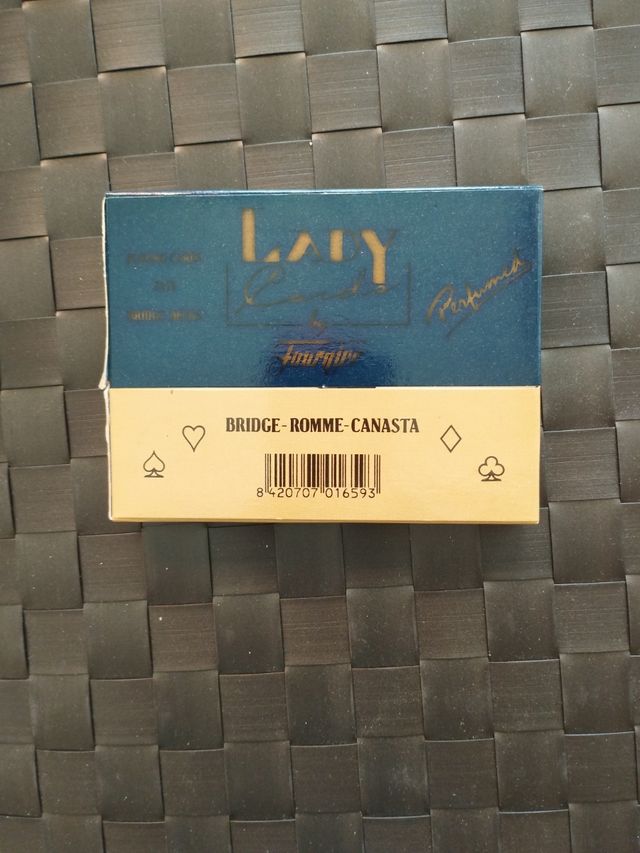 LADY
Cards
by
Fournier
Perfumed
BRIDGE-ROMME-CANASTA
8 420707 016593